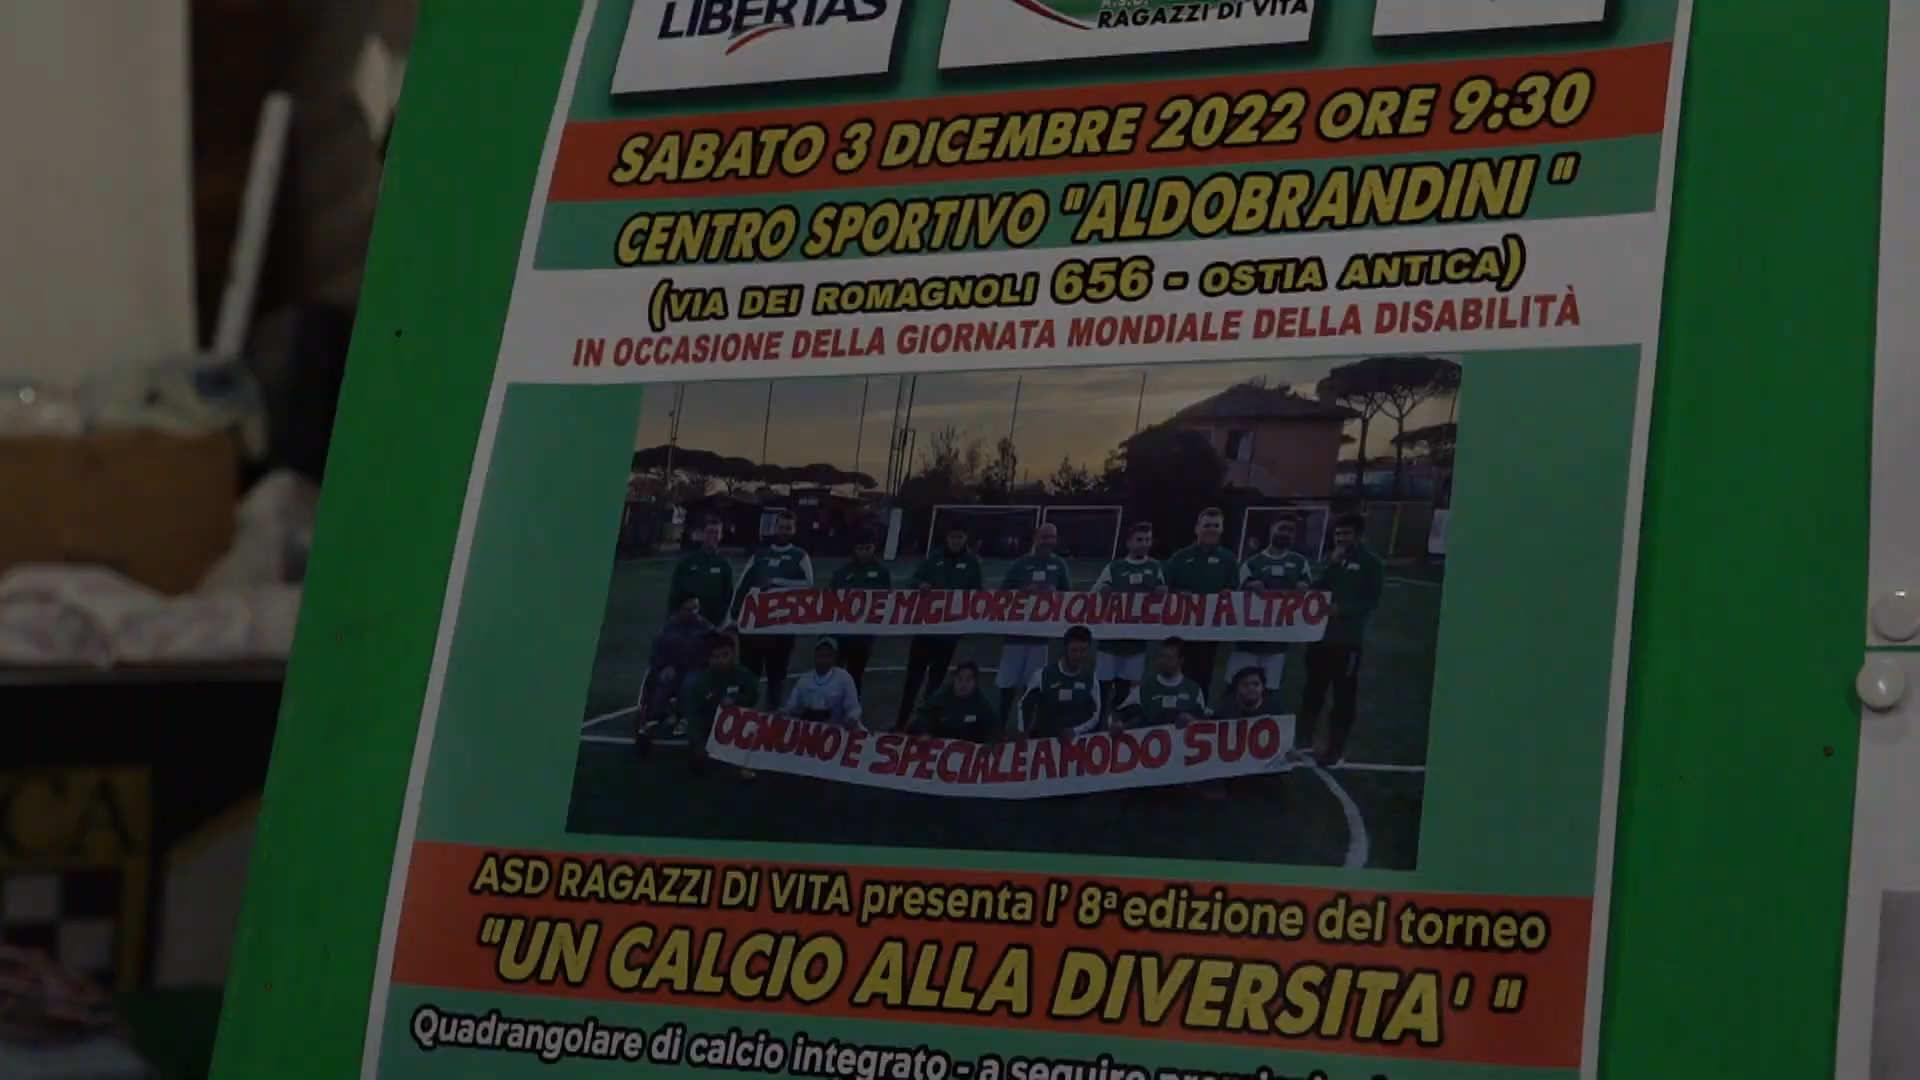 LIBERTAS
RAGAZZI DI VITA
SABATO 3 DICEMBRE 2022 ORE 9:30
CENTRO SPORTIVO "ALDOBRANDINI "
(VIA DEI ROMAGNOLI 656 - OSTIA ANTICA)
IN OCCASIONE DELLA GIORNATA MONDIALE DELLA DISABILITÀ
NESSUNO E MIGLIORE DI QUALCUN ALTRO
OGNUNO E SPECIALE A MODO SUO
ASD RAGAZZI DI VITA presenta l' 8ª edizione del torneo
"UN CALCIO ALLA DIVERSITA' "
Quadrangolare di calcio integrato - a seguire
CA